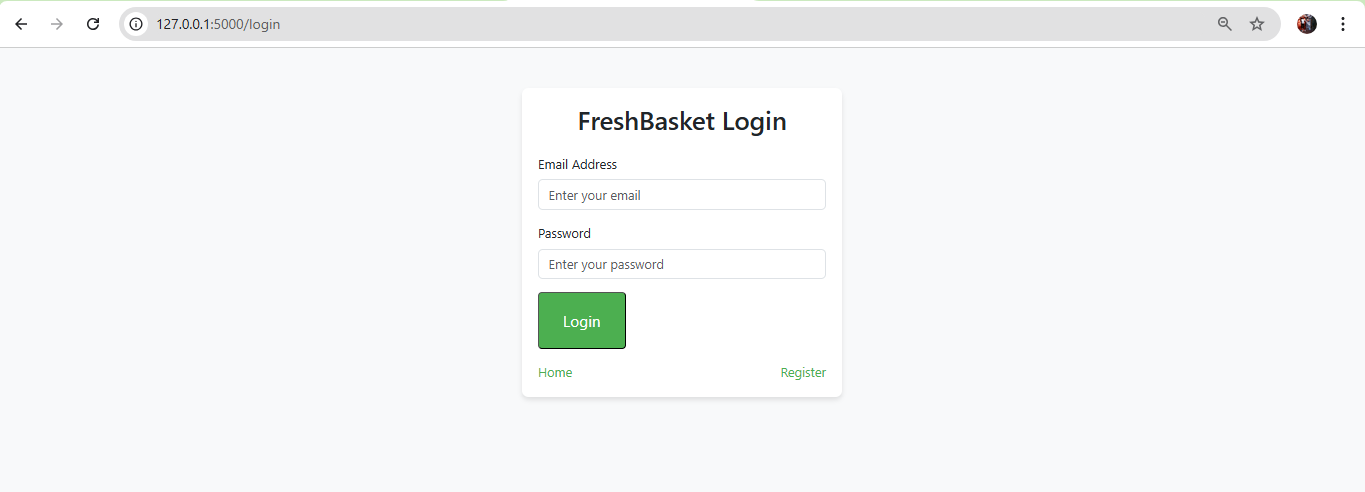 127.0.0.1:5000/login
FreshBasket Login
Email Address
Enter your email
Password
Enter your password
Login
Home Register